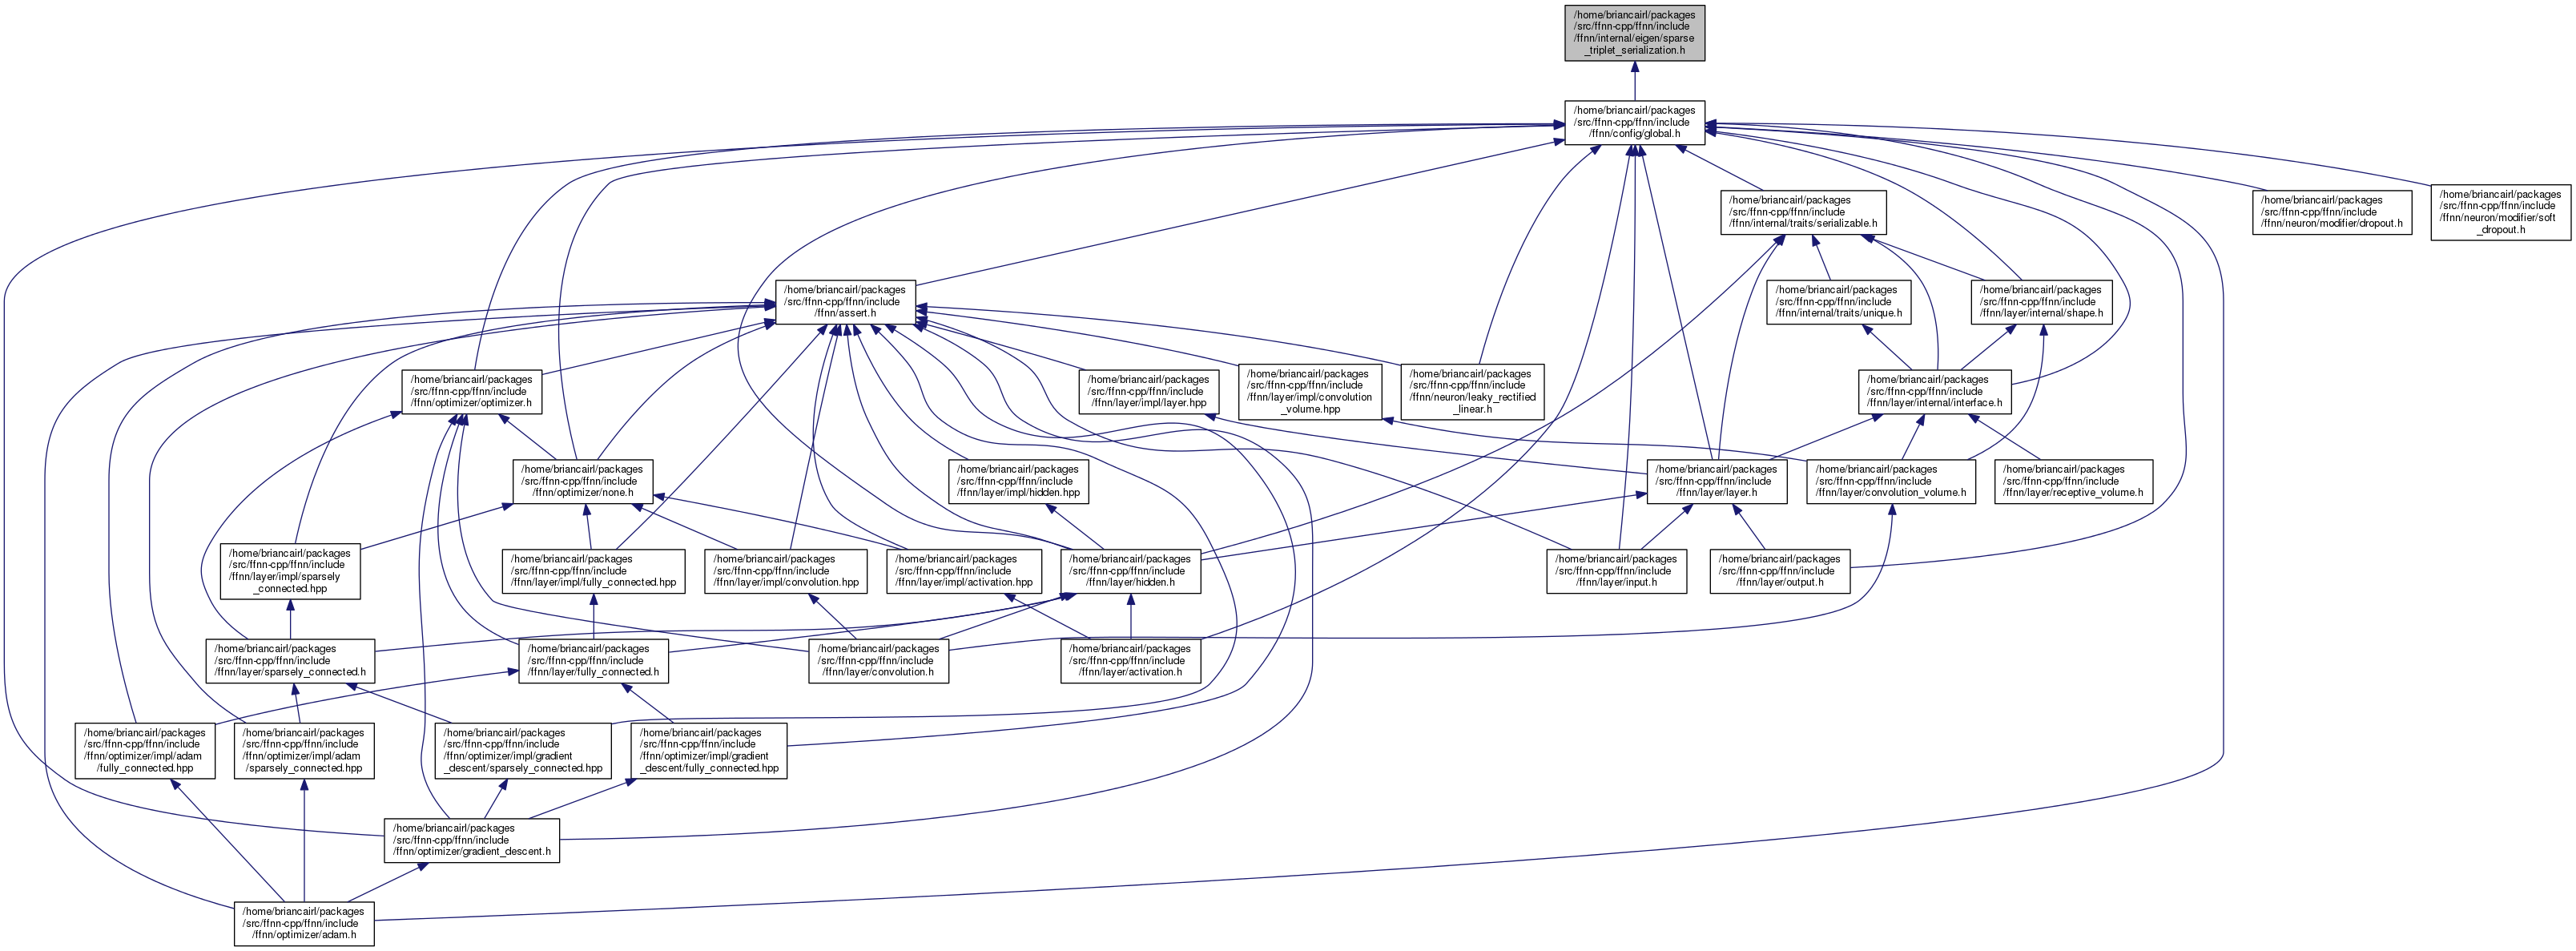 /home/briancairl/packages
/src/ffnn-cpp/ffnn/include
/ffnn/internal/eigen/sparse
_triplet_serialization.h
/home/briancairl/packages
/src/ffnn-cpp/ffnn/include
/ffnn/config/global.h
/home/briancairl/packages
/src/ffnn-cpp/ffnn/include
/ffnn/internal/traits/serializable.h
/home/briancairl/packages
/src/ffnn-cpp/ffnn/include
/ffnn/neuron/modifier/dropout.h
/home/briancairl/packages
/src/ffnn-cpp/ffnn/include
/ffnn/neuron/modifier/soft
_dropout.h
/home/briancairl/packages
/src/ffnn-cpp/ffnn/include
/ffnn/assert.h
/home/briancairl/packages
/src/ffnn-cpp/ffnn/include
/ffnn/internal/traits/unique.h
/home/briancairl/packages
/src/ffnn-cpp/ffnn/include
/ffnn/layer/internal/shape.h
/home/briancairl/packages
/src/ffnn-cpp/ffnn/include
/ffnn/optimizer/optimizer.h
/home/briancairl/packages
/src/ffnn-cpp/ffnn/include
/ffnn/layer/impl/layer.hpp
/home/briancairl/packages
/src/ffnn-cpp/ffnn/include
/ffnn/layer/impl/convolution
_volume.hpp
/home/briancairl/packages
/src/ffnn-cpp/ffnn/include
/ffnn/neuron/leaky_rectified
_linear.h
/home/briancairl/packages
/src/ffnn-cpp/ffnn/include
/ffnn/layer/internal/interface.h
/home/briancairl/packages
/src/ffnn-cpp/ffnn/include
/ffnn/optimizer/none.h
/home/briancairl/packages
/src/ffnn-cpp/ffnn/include
/ffnn/layer/impl/hidden.hpp
/home/briancairl/packages
/src/ffnn-cpp/ffnn/include
/ffnn/layer/layer.h
/home/briancairl/packages
/src/ffnn-cpp/ffnn/include
/ffnn/layer/convolution_volume.h
/home/briancairl/packages
/src/ffnn-cpp/ffnn/include
/ffnn/layer/receptive_volume.h
/home/briancairl/packages
/src/ffnn-cpp/ffnn/include
/ffnn/layer/impl/sparsely
_connected.hpp
/home/briancairl/packages
/src/ffnn-cpp/ffnn/include
/ffnn/layer/impl/fully_connected.hpp
/home/briancairl/packages
/src/ffnn-cpp/ffnn/include
/ffnn/layer/impl/convolution.hpp
/home/briancairl/packages
/src/ffnn-cpp/ffnn/include
/ffnn/layer/impl/activation.hpp
/home/briancairl/packages
/src/ffnn-cpp/ffnn/include
/ffnn/layer/hidden.h
/home/briancairl/packages
/src/ffnn-cpp/ffnn/include
/ffnn/layer/input.h
/home/briancairl/packages
/src/ffnn-cpp/ffnn/include
/ffnn/layer/output.h
/home/briancairl/packages
/src/ffnn-cpp/ffnn/include
/ffnn/layer/sparsely_connected.h
/home/briancairl/packages
/src/ffnn-cpp/ffnn/include
/ffnn/layer/fully_connected.h
/home/briancairl/packages
/src/ffnn-cpp/ffnn/include
/ffnn/layer/convolution.h
/home/briancairl/packages
/src/ffnn-cpp/ffnn/include
/ffnn/layer/activation.h
/home/briancairl/packages
/src/ffnn-cpp/ffnn/include
/ffnn/optimizer/impl/adam
/fully_connected.hpp
/home/briancairl/packages
/src/ffnn-cpp/ffnn/include
/ffnn/optimizer/impl/adam
/sparsely_connected.hpp
/home/briancairl/packages
/src/ffnn-cpp/ffnn/include
/ffnn/optimizer/impl/gradient
_descent/sparsely_connected.hpp
/home/briancairl/packages
/src/ffnn-cpp/ffnn/include
/ffnn/optimizer/impl/gradient
_descent/fully_connected.hpp
/home/briancairl/packages
/src/ffnn-cpp/ffnn/include
/ffnn/optimizer/gradient_descent.h
/home/briancairl/packages
/src/ffnn-cpp/ffnn/include
/ffnn/optimizer/adam.h